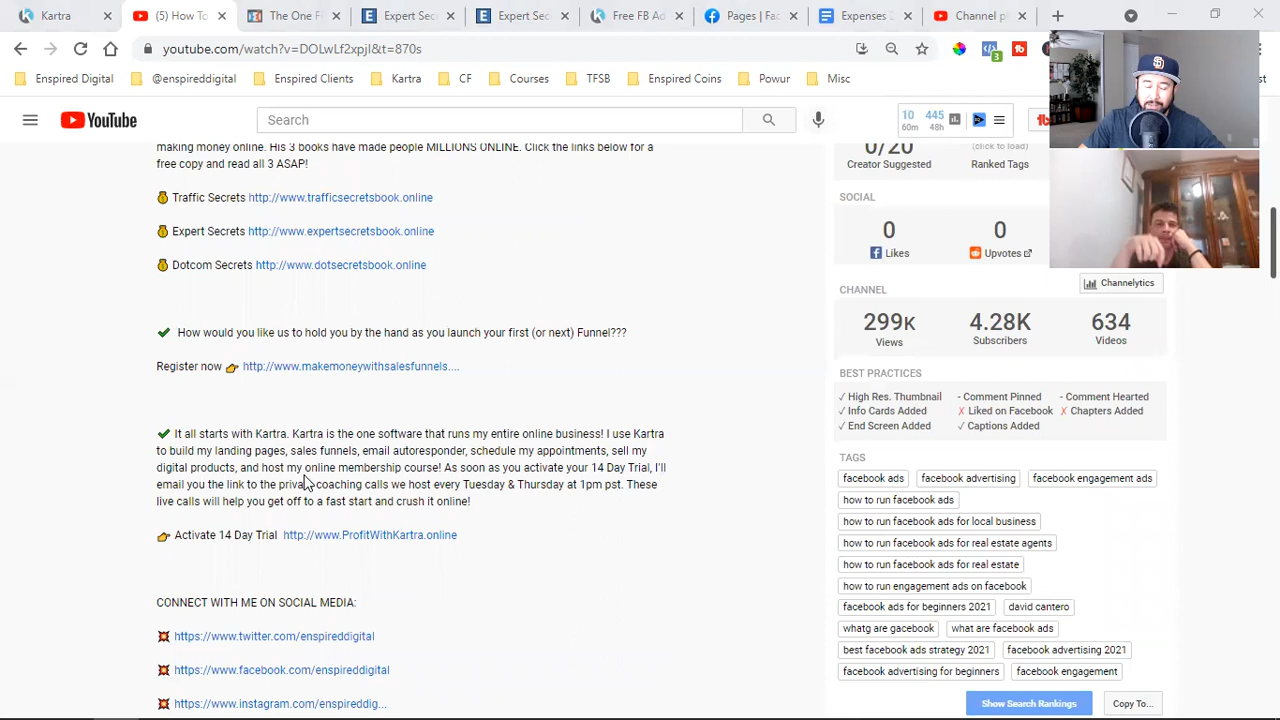 Kartra
(5) How To
The One F
Expert Sec
Expert Sec
Free FB Ad
Pages | Fac
Expenses 2
Channel pl
youtube.com/watch?v=DOLwLf2xpjI&t=870s
3
Enspired Digital
@enspireddigital
Enspired Clients
Kartra
CF
Courses
TFSB
Enspired Coins
Powur
Misc
YouTube
Search
10 445
60m 48h
making money online. His 3 books have made people MILLIONS ONLINE. Click the links below for a
free copy and read all 3 ASAP!
Traffic Secrets http://www.trafficsecretsbook.online
Expert Secrets http://www.expertsecretsbook.online
Dotcom Secrets http://www.dotsecretsbook.online
How would you like us to hold you by the hand as you launch your first (or next) Funnel???
Register now http://www.makemoneywithsalesfunnels....
It all starts with Kartra. Kartra is the one software that runs my entire online business! I use Kartra
to build my landing pages, sales funnels, email autoresponder, schedule my appointments, sell my
digital products, and host my online membership course! As soon as you activate your 14 Day Trial, I'll
email you the link to the private coaching calls we host every Tuesday & Thursday at 1pm pst. These
live calls will help you get off to a fast start and crush it online!
Activate 14 Day Trial http://www.ProfitWithKartra.online
CONNECT WITH ME ON SOCIAL MEDIA:
https://www.twitter.com/enspireddigital
https://www.facebook.com/enspireddigital
https://www.instagram.com/enspireddig...
0/20
Creator Suggested
(click to load)
Ranked Tags
SOCIAL
0 0
Likes Upvotes
Channelytics
CHANNEL
299K 4.28K 634
Views Subscribers Videos
BEST PRACTICES
✓ High Res. Thumbnail - Comment Pinned - Comment Hearted
✓ Info Cards Added ✗ Liked on Facebook ✗ Chapters Added
✓ End Screen Added ✓ Captions Added
TAGS
facebook ads facebook advertising facebook engagement ads
how to run facebook ads
how to run facebook ads for local business
how to run facebook ads for real estate agents
how to run facebook ads for real estate
how to run engagement ads on facebook
facebook ads for beginners 2021 david cantero
whatg are gacebook what are facebook ads
best facebook ads strategy 2021 facebook advertising 2021
facebook advertising for beginners facebook engagement
Show Search Rankings Copy To...